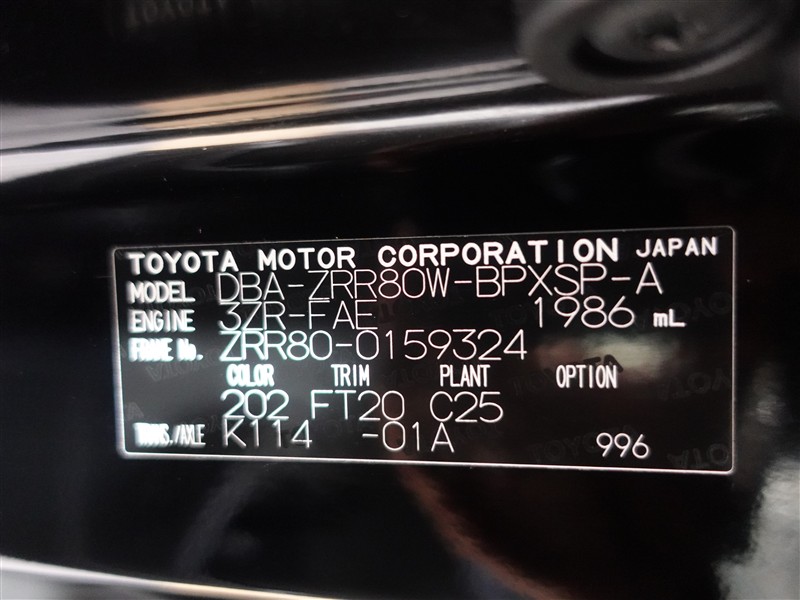 TOYOTA MOTOR CORPORATION JAPAN
MODEL DBA-ZRR80W-BPXSP-A
ENGINE 3ZR-FAE 1986 mL
FRAME No. ZRR80-0159324
COLOR TRIM PLANT OPTION
202 FT20 C25
TRANS./AXLE K114 -01A 996